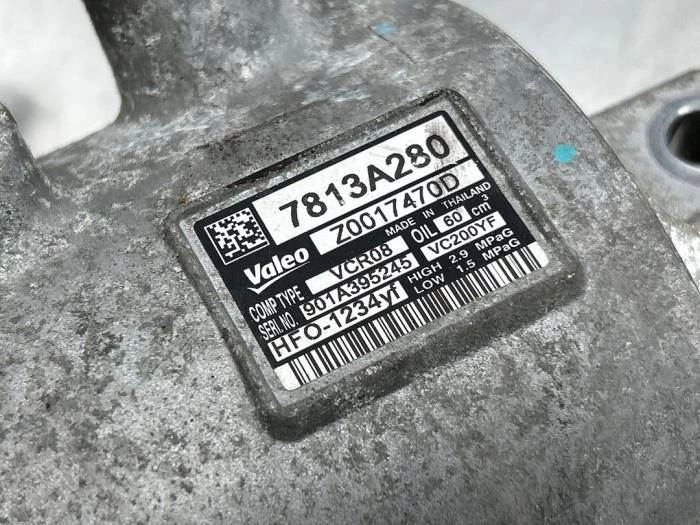 7813A280
Z0017470D
Valeo MADE IN THAILAND
COMP.TYPE VCR08 OIL 60 cm³
SERI.NO. 901A395245 VC200YF
HFO-1234yf HIGH 2.9 MPaG
LOW 1.5 MPaG